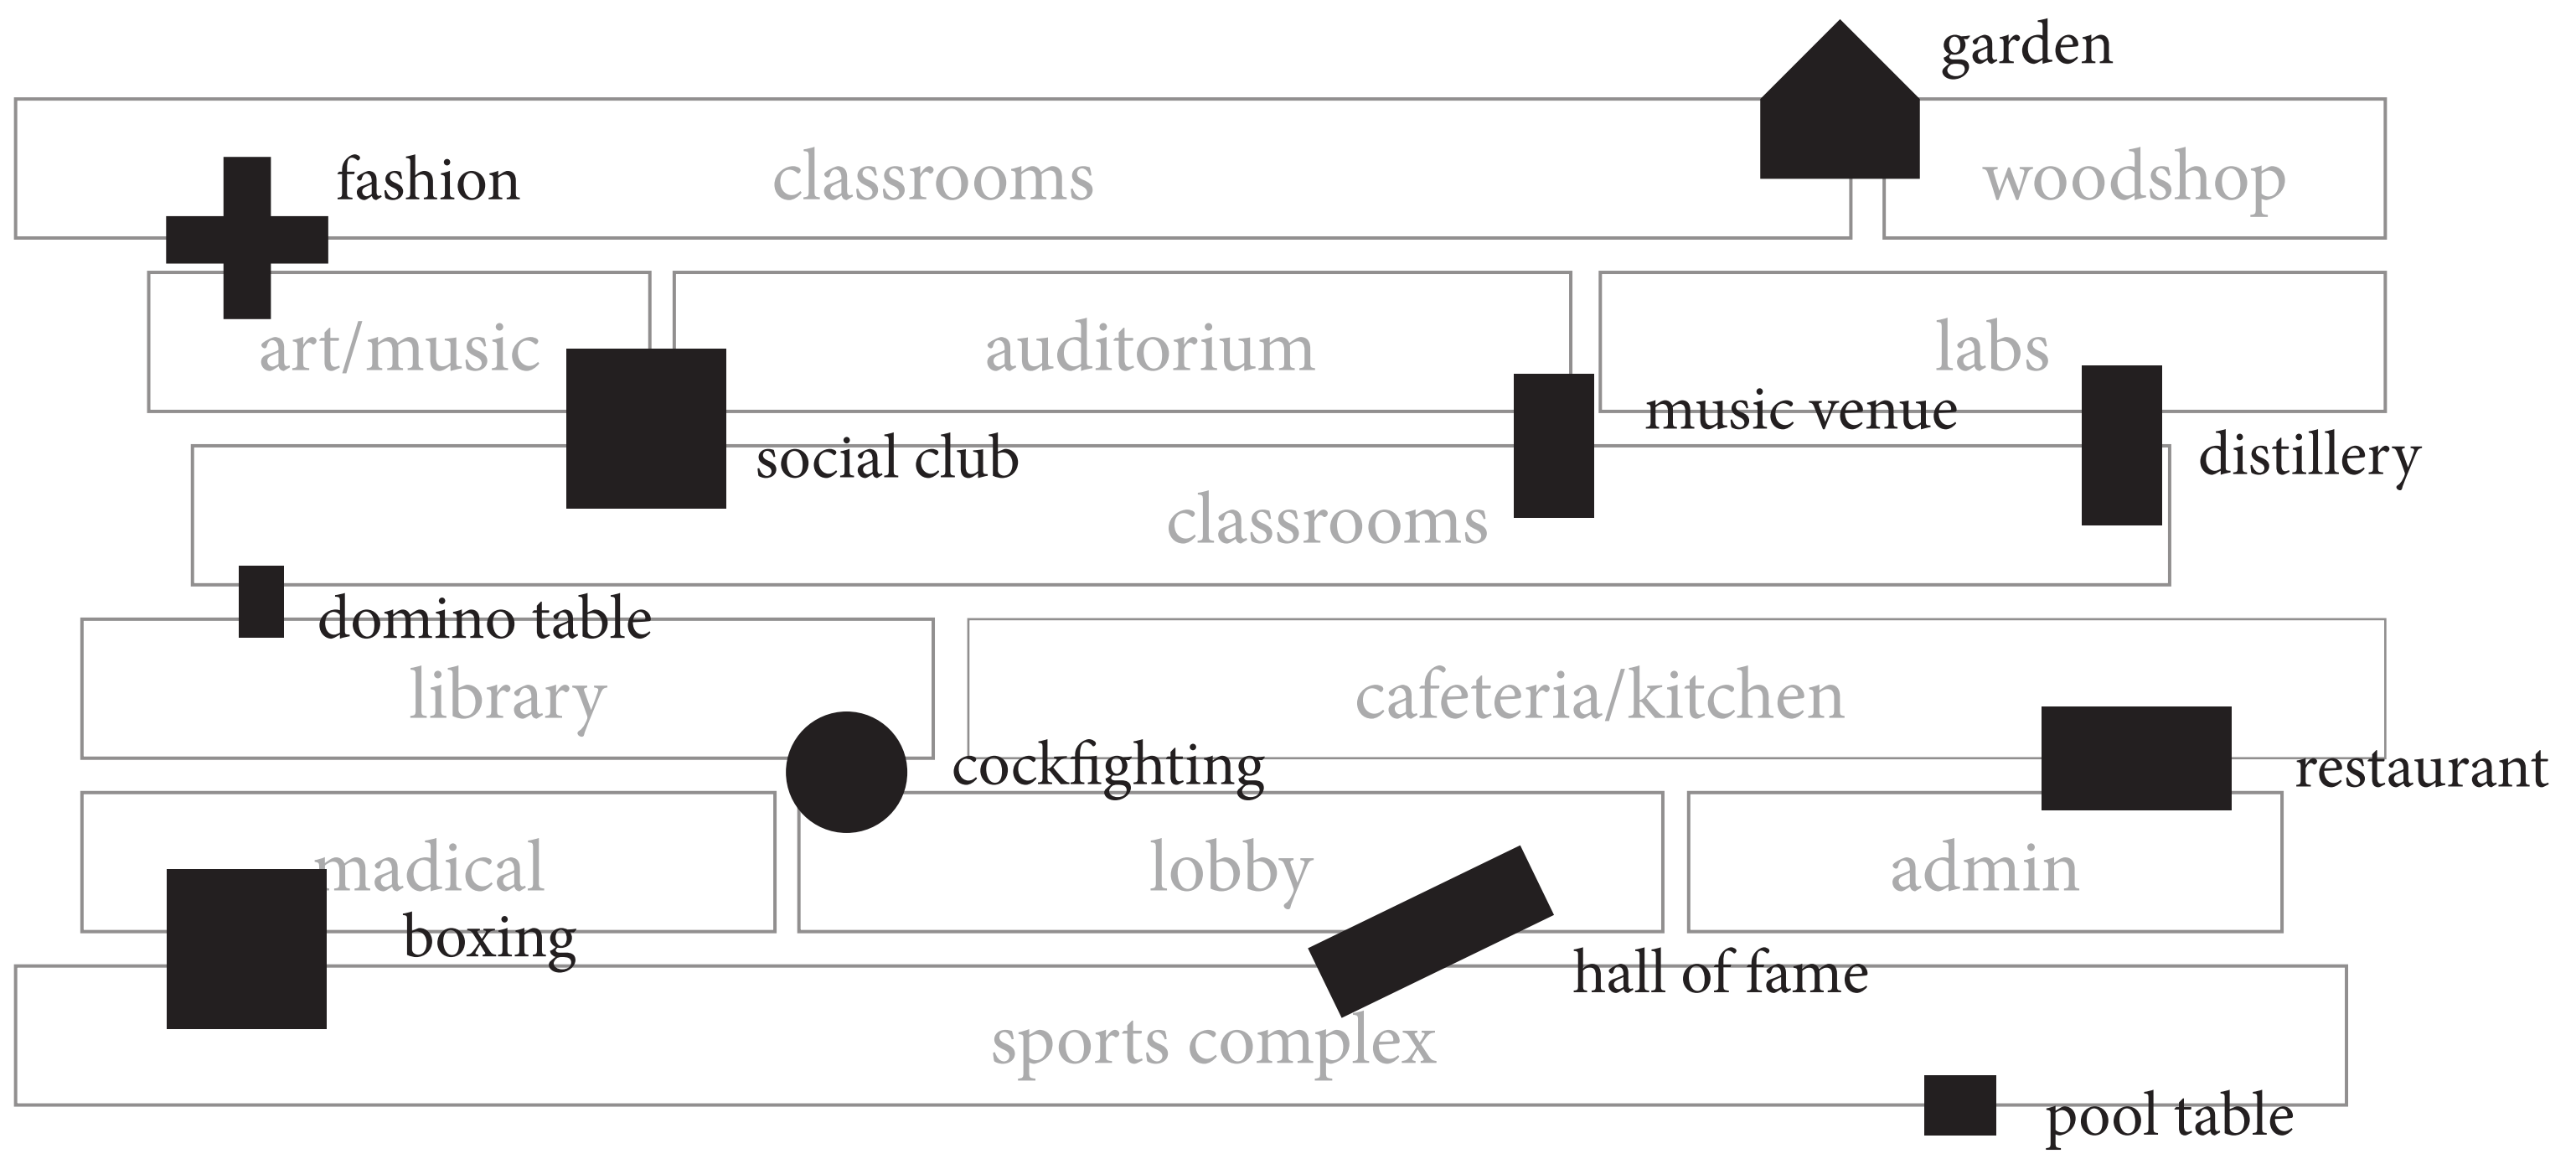 garden
fashion
classrooms
woodshop
art/music
auditorium
labs
music venue
social club
distillery
classrooms
domino table
library
cafeteria/kitchen
cockfighting
restaurant
madical
lobby
admin
boxing
hall of fame
sports complex
pool table